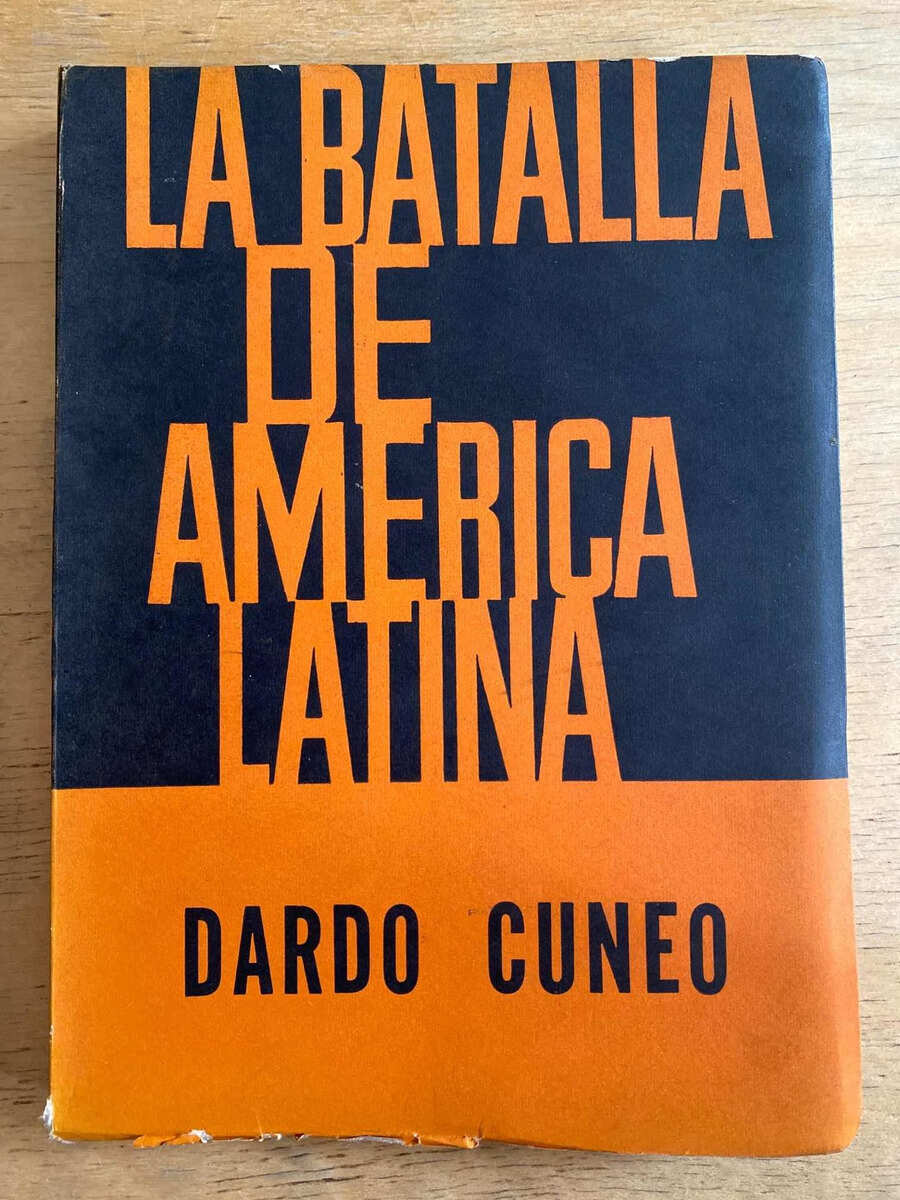 LA BATALLA
DE
AMERICA
LATINA
DARDO CUNEO